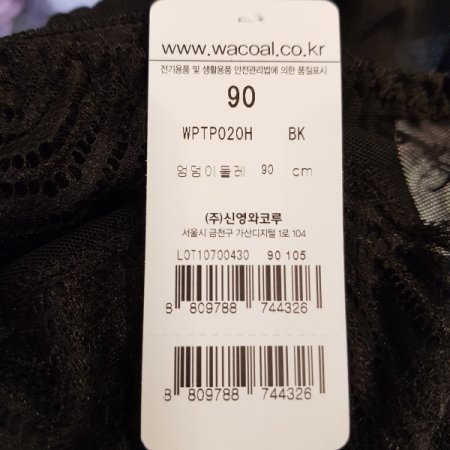 www.wacoal.co.kr
전기용품 및 생활용품 안전관리법에 의한 품질표시
90
WPTP020H BK
엉덩이둘레 90 cm
(주)신영와코루
서울시 금천구 가산디지털 1로 104
LOT10700430 90 105
8 809788 744326
8 809788 744326